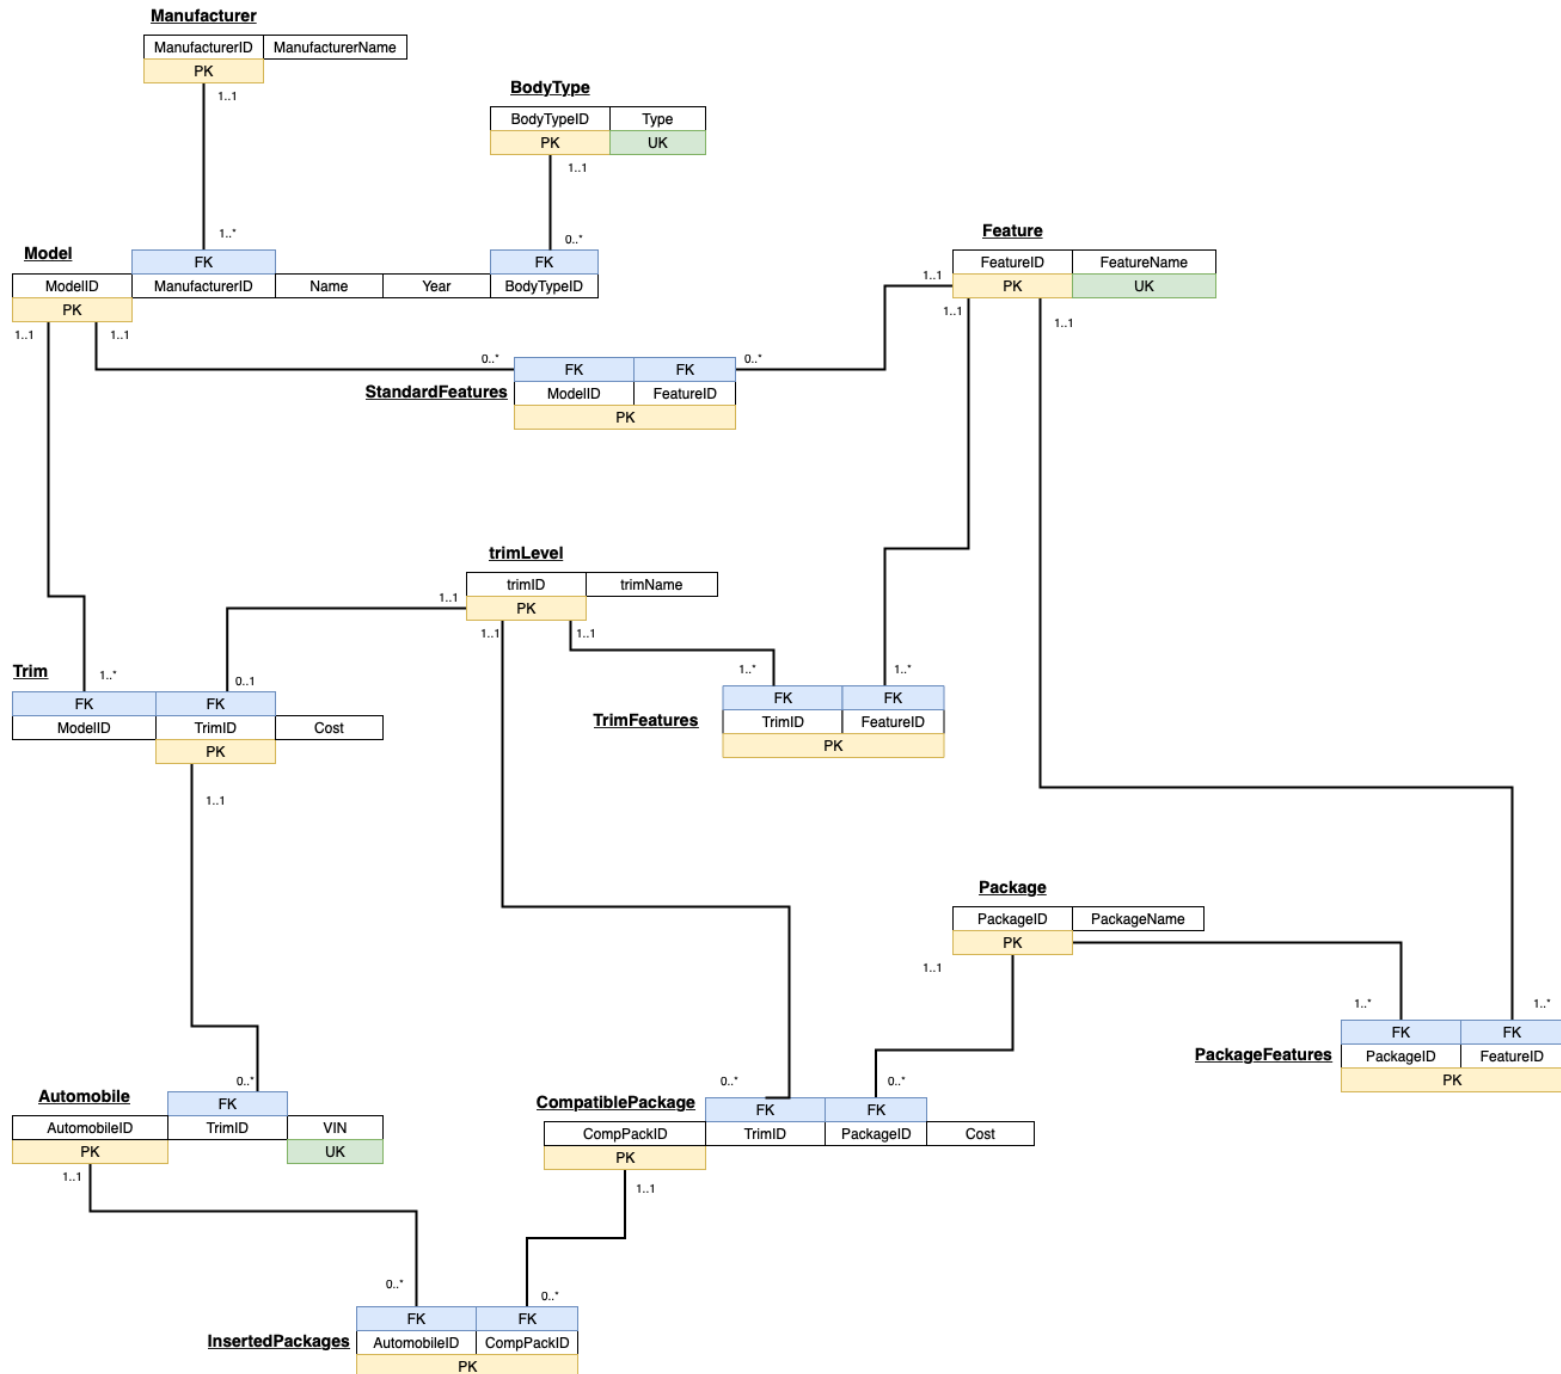 Manufacturer
ManufacturerID ManufacturerName
PK
1..1
BodyType
BodyTypeID Type
PK UK
1..1
1..*
0..*
Model
FK FK
ModelID ManufacturerID Name Year BodyTypeID
PK
1..1 1..1
Feature
FeatureID FeatureName
1..1
PK UK
1..1 1..1
0..* 0..*
FK FK
StandardFeatures
ModelID FeatureID
PK
trimLevel
trimID trimName
1..1
PK
1..1 1..1
Trim
1..* 0..1
FK FK
ModelID TrimID Cost
PK
1..1
1..* 1..*
FK FK
TrimFeatures
TrimID FeatureID
PK
Package
PackageID PackageName
PK
1..1
1..* 1..*
FK FK
PackageFeatures
PackageID FeatureID
PK
0..*
Automobile
FK
AutomobileID TrimID VIN
PK UK
1..1
0..* 0..*
CompatiblePackage
FK FK
CompPackID TrimID PackageID Cost
PK
1..1
0..* 0..*
FK FK
InsertedPackages
AutomobileID CompPackID
PK